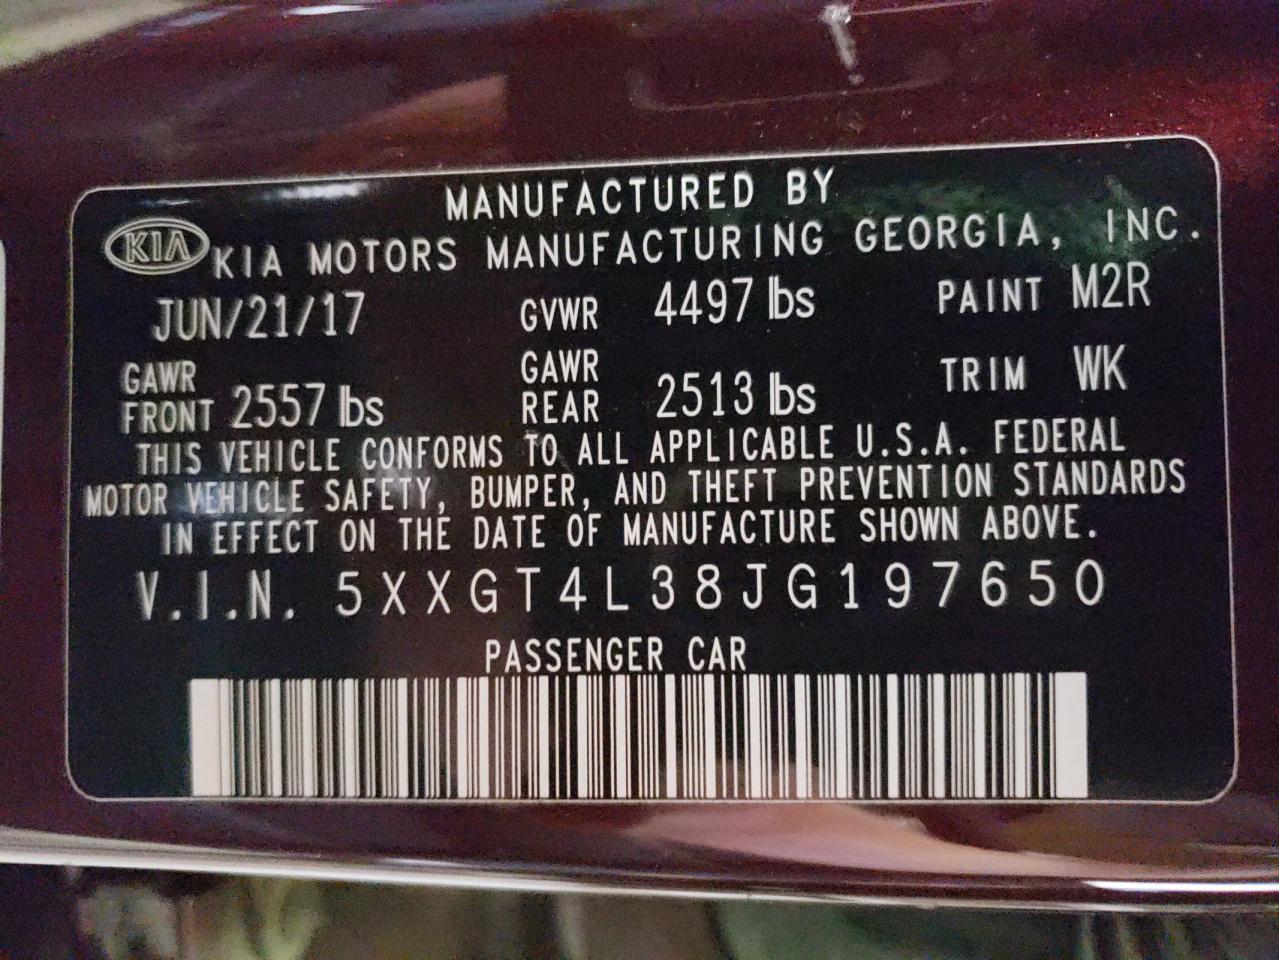 MANUFACTURED BY
KIA KIA MOTORS MANUFACTURING GEORGIA, INC.
JUN/21/17 GVWR 4497 lbs PAINT M2R
GAWR FRONT 2557 lbs GAWR REAR 2513 lbs TRIM WK
THIS VEHICLE CONFORMS TO ALL APPLICABLE U.S.A. FEDERAL
MOTOR VEHICLE SAFETY, BUMPER, AND THEFT PREVENTION STANDARDS
IN EFFECT ON THE DATE OF MANUFACTURE SHOWN ABOVE.
V.I.N. 5XXGT4L38JG197650
PASSENGER CAR